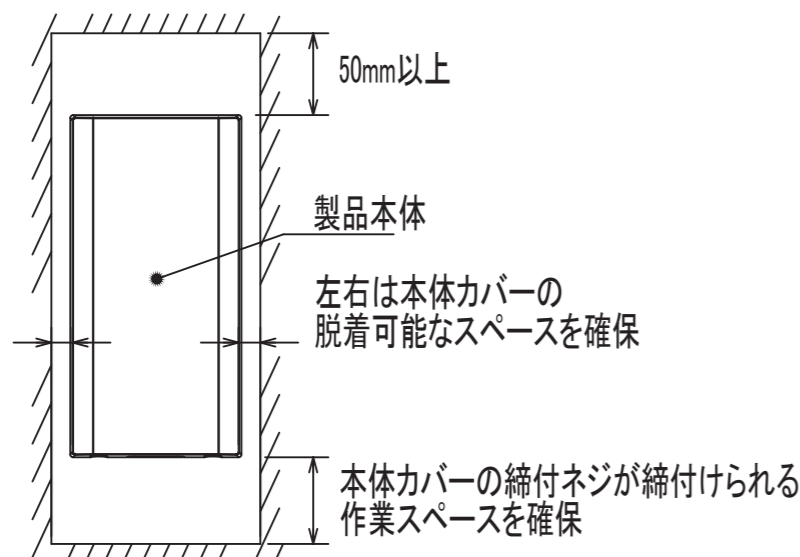 50mm以上
製品本体
左右は本体カバーの
脱着可能なスペースを確保
本体カバーの締付ネジが締付けられる
作業スペースを確保